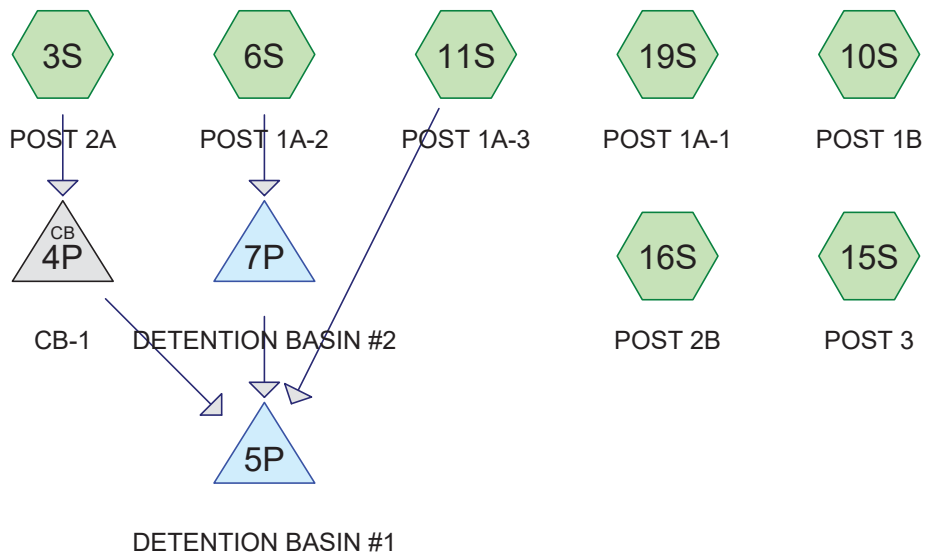 3S
6S
11S
19S
10S
POST 2A
POST 1A-2
POST 1A-3
POST 1A-1
POST 1B
CB
4P
7P
16S
15S
CB-1
DETENTION BASIN #2
POST 2B
POST 3
5P
DETENTION BASIN #1